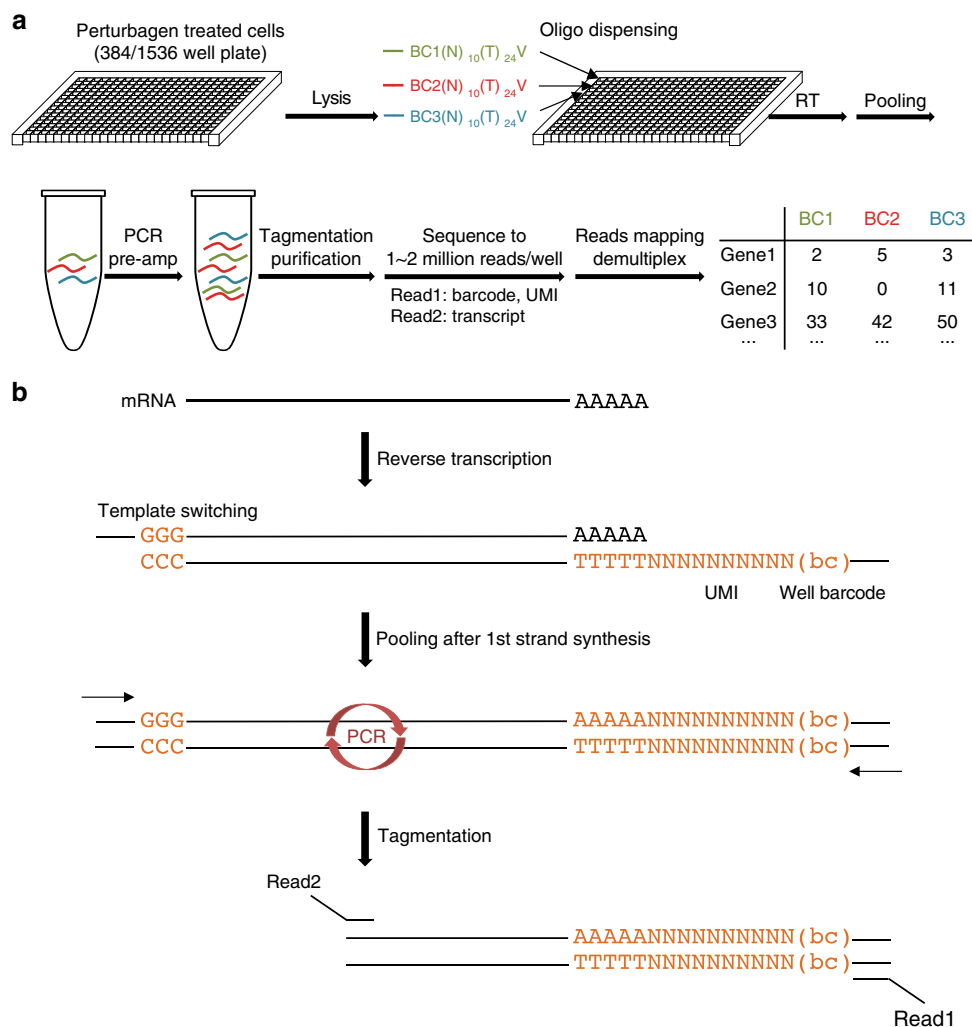 a
Perturbagen treated cells
(384/1536 well plate)
Lysis
BC1(N) 10(T) 24V
BC2(N) 10(T) 24V
BC3(N) 10(T) 24V
Oligo dispensing
RT
Pooling
PCR
pre-amp
Tagmentation
purification
Sequence to
1~2 million reads/well
Read1: barcode, UMI
Read2: transcript
Reads mapping
demultiplex
BC1 BC2 BC3
Gene1 2 5 3
Gene2 10 0 11
Gene3 33 42 50
... ... ... ...
b
mRNA AAAAA
Reverse transcription
Template switching
GGG AAAAA
CCC TTTTTNNNNNNNNNN(bc)
UMI Well barcode
Pooling after 1st strand synthesis
GGG AAAAANNNNNNNNNN(bc)
PCR
CCC TTTTTNNNNNNNNNN(bc)
Tagmentation
Read2
AAAAANNNNNNNNNN(bc)
TTTTTNNNNNNNNNN(bc)
Read1